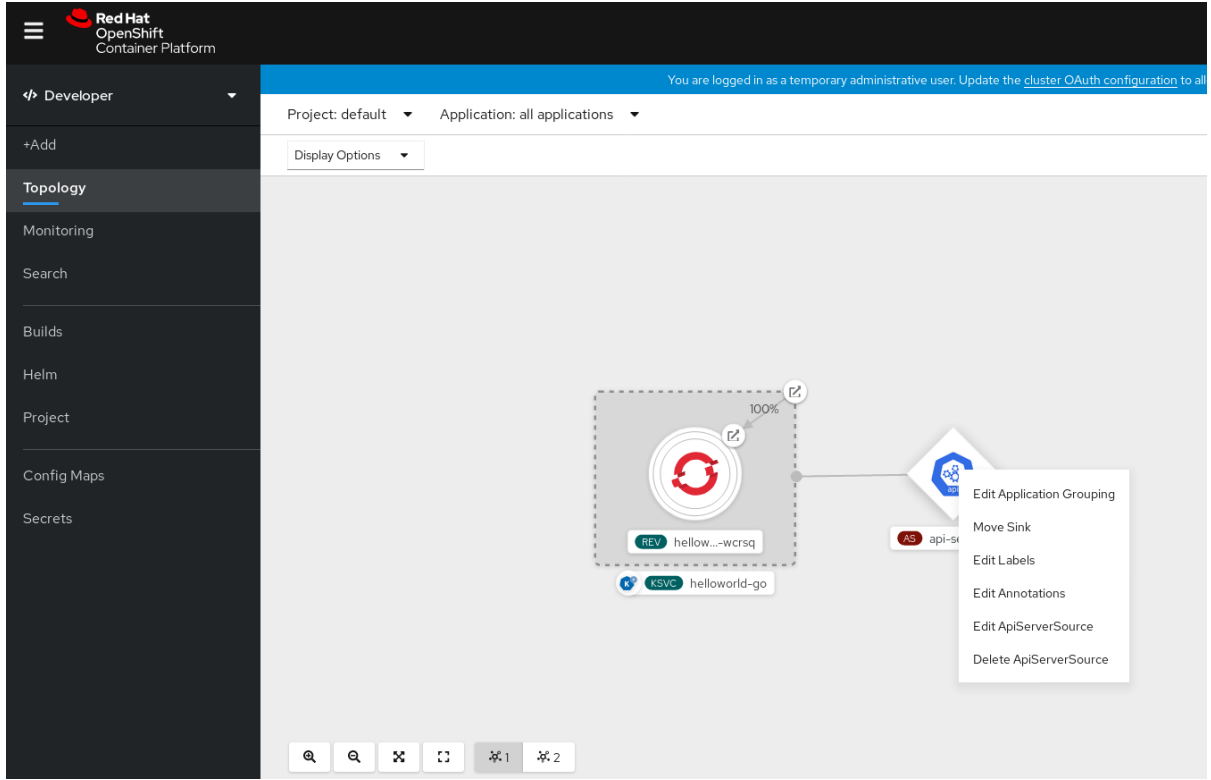 Red Hat
OpenShift
Container Platform
Developer
You are logged in as a temporary administrative user. Update the cluster OAuth configuration to all
Project: default
Application: all applications
+Add
Display Options
Topology
Monitoring
Search
Builds
Helm
Project
Config Maps
Secrets
100%
REV hellow...-wcrsq
KSVC helloworld-go
api
AS api-se
Edit Application Grouping
Move Sink
Edit Labels
Edit Annotations
Edit ApiServerSource
Delete ApiServerSource
1
2